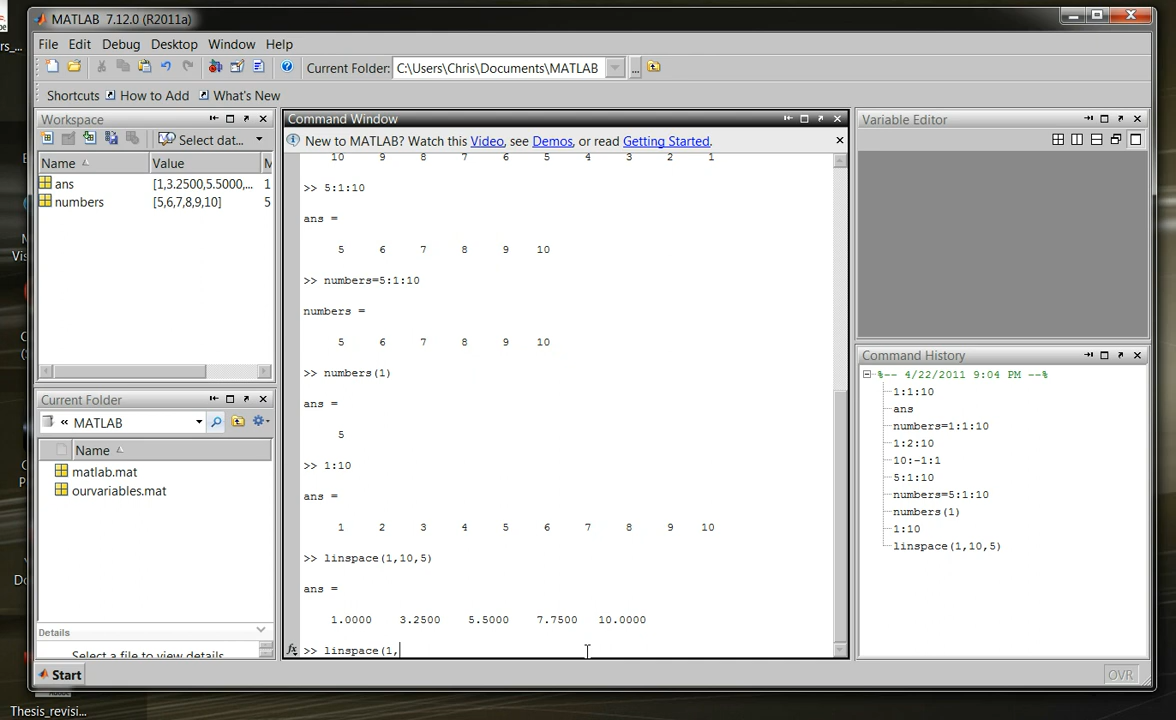 MATLAB 7.12.0 (R2011a)
File Edit Debug Desktop Window Help
Current Folder: C:\Users\Chris\Documents\MATLAB ...
Shortcuts How to Add What's New
Workspace
Select dat...
Name Value M
ans [1,3.2500,5.5000,... 1
numbers [5,6,7,8,9,10] 5
Current Folder
« MATLAB
Name
matlab.mat
ourvariables.mat
Details
Select a file to view details
Start
Command Window
New to MATLAB? Watch this Video, see Demos, or read Getting Started.
10 9 8 7 6 5 4 3 2 1
>> 5:1:10
ans =
5 6 7 8 9 10
>> numbers=5:1:10
numbers =
5 6 7 8 9 10
>> numbers(1)
ans =
5
>> 1:10
ans =
1 2 3 4 5 6 7 8 9 10
>> linspace(1,10,5)
ans =
1.0000 3.2500 5.5000 7.7500 10.0000
fx >> linspace(1,
Variable Editor
Command History
%-- 4/22/2011 9:04 PM --%
1:1:10
ans
numbers=1:1:10
1:2:10
10:-1:1
5:1:10
numbers=5:1:10
numbers(1)
1:10
linspace(1,10,5)
OVR
Thesis_revisi...